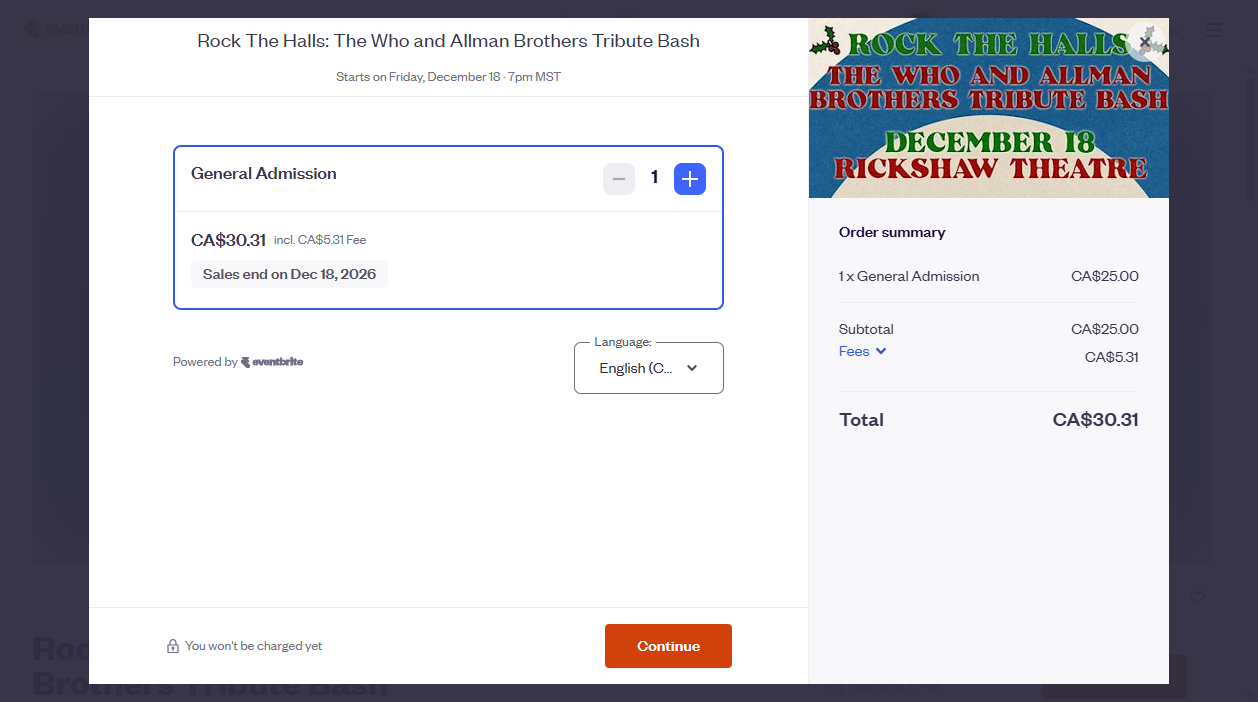 Rock The Halls: The Who and Allman Brothers Tribute Bash
Starts on Friday, December 18 · 7pm MST
General Admission
1
CA$30.31 incl. CA$5.31 Fee
Sales end on Dec 18, 2026
Powered by eventbrite
Language:
English (C...
You won't be charged yet
Continue
ROCK THE HALLS
THE WHO AND ALLMAN
BROTHERS TRIBUTE BASH
DECEMBER 18
RICKSHAW THEATRE
Order summary
1 x General Admission CA$25.00
Subtotal CA$25.00
Fees CA$5.31
Total CA$30.31
Brothers Tribute Bash